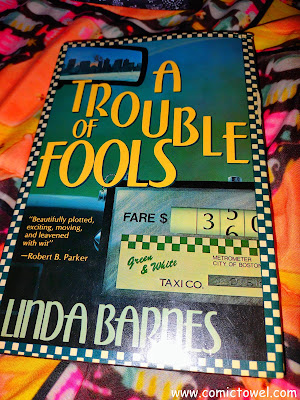 A
TROUBLE
OF
FOOLS
"Beautifully plotted,
exciting, moving,
and leavened
with wit"
—Robert B. Parker
FARE $
Green & White
METROMETER
CITY OF BOSTON
TAXI CO.
LINDA BARNES
www.comictowel.com